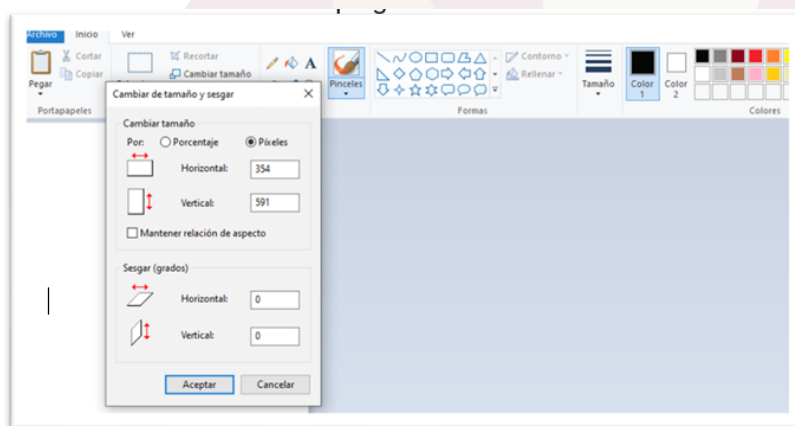 Archivo Inicio Ver
Cortar
Copiar
Pegar
Portapapeles
Recortar
Cambiar tamaño
A
Pinceles
Contorno
Rellenar
Formas
Tamaño
Color 1
Color 2
Colores
Cambiar de tamaño y sesgar
Cambiar tamaño
Por: Porcentaje Píxeles
Horizontal: 354
Vertical: 591
Mantener relación de aspecto
Sesgar (grados)
Horizontal: 0
Vertical: 0
Aceptar Cancelar